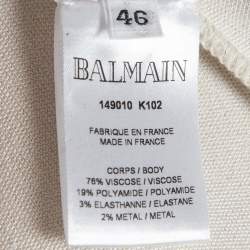 46
BALMAIN
149010 K102
FABRIQUE EN FRANCE
MADE IN FRANCE
CORPS / BODY
76% VISCOSE / VISCOSE
19% POLYAMIDE / POLYAMIDE
3% ELASTHANNE / ELASTANE
2% METAL / METAL